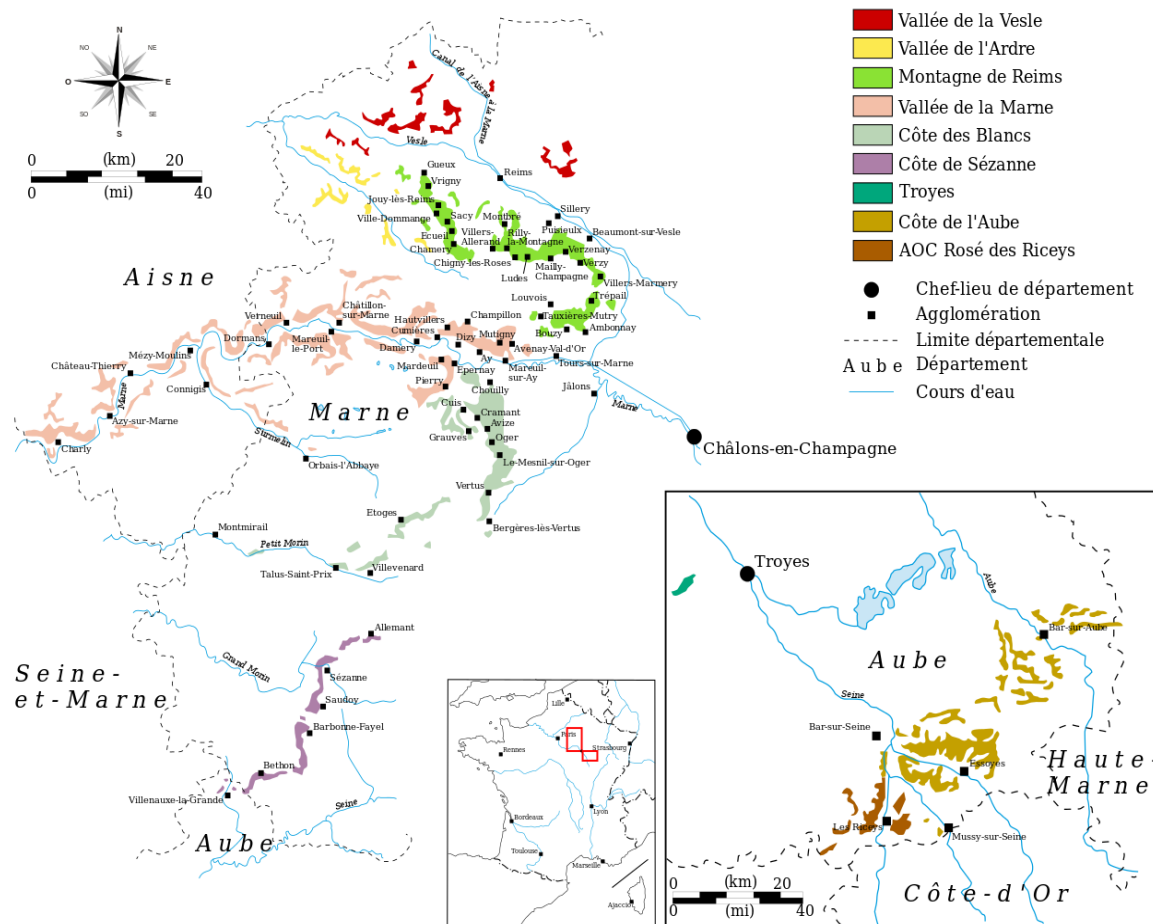 N
NO
NE
O
E
SO
SE
S
0 (km) 20
0 (mi) 40
Vallée de la Vesle
Vallée de l'Ardre
Montagne de Reims
Vallée de la Marne
Côte des Blancs
Côte de Sézanne
Troyes
Côte de l'Aube
AOC Rosé des Riceys
Chef-lieu de département
Agglomération
Limite départementale
Aube Département
Cours d'eau
Canal de l'Aisne à la Marne
Vesle
Gueux
Reims
Vrigny
Jouy-lès-Reims
Ville-Dommange
Sacy
Montbré
Sillery
Puisieulx
Ecueil
Villers-
Allerand
Rilly-
la-Montagne
Beaumont-sur-Vesle
Chamery
Chigny-les-Roses
Ludes
Mailly-
Champagne
Verzenay
Verzy
Villers-Marmery
Aisne
Louvois
Trépail
Tauxières-Mutry
Bouzy
Ambonnay
Verneuil
Châtillon-
sur-Marne
Hautvillers
Cumières
Champillon
Dizy
Mutigny
Avenay-Val-d'Or
Dormans
Mareuil-
le-Port
Damery
Ay
Mareuil-
sur-Ay
Tours-sur-Marne
Mézy-Moulins
Château-Thierry
Marne
Connigis
Mardeuil
Epernay
Pierry
Chouilly
Jâlons
Marne
Marne
Cuis
Cramant
Avize
Grauves
Oger
Azy-sur-Marne
Charly
Surmelin
Orbais-l'Abbaye
Le-Mesnil-sur-Oger
Châlons-en-Champagne
Vertus
Etoges
Bergères-lès-Vertus
Montmirail
Petit Morin
Talus-Saint-Prix
Villevenard
Allemant
Grand Morin
Sézanne
Seine-
et-Marne
Saudoy
Barbonne-Fayel
Bethon
Villenauxe-la-Grande
Seine
Aube
Lille
Paris
Strasbourg
Rennes
Lyon
Bordeaux
Toulouse
Marseille
Ajaccio
Troyes
Aube
Bar-sur-Aube
Aube
Seine
Bar-sur-Seine
Essoyes
Haute-
Marne
Les Riceys
Mussy-sur-Seine
Côte-d'Or
0 (km) 20
0 (mi) 40